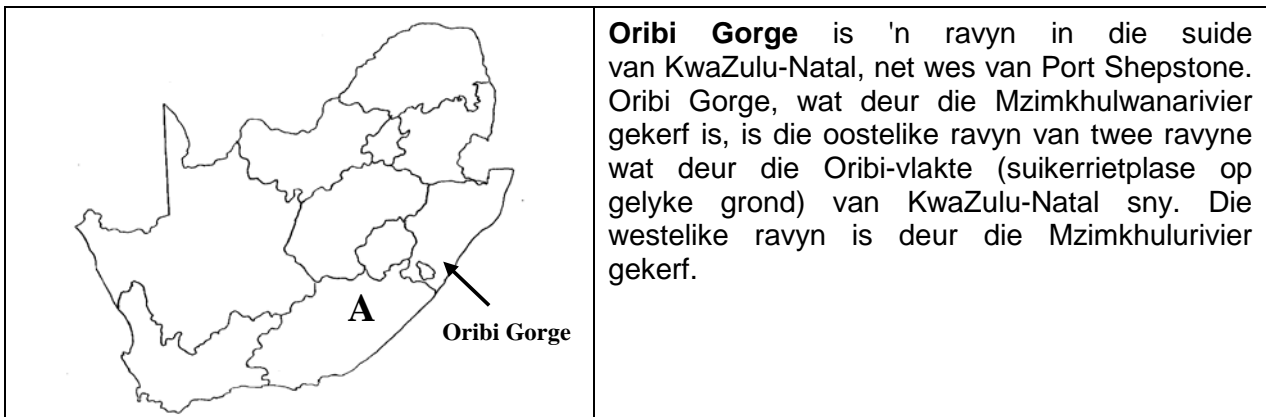 A
Oribi Gorge
Oribi Gorge is 'n ravyn in die suide
van KwaZulu-Natal, net wes van Port Shepstone.
Oribi Gorge, wat deur die Mzimkhulwanarivier
gekerf is, is die oostelike ravyn van twee ravyne
wat deur die Oribi-vlakte (suikerrietplase op
gelyke grond) van KwaZulu-Natal sny. Die
westelike ravyn is deur die Mzimkhulurivier
gekerf.